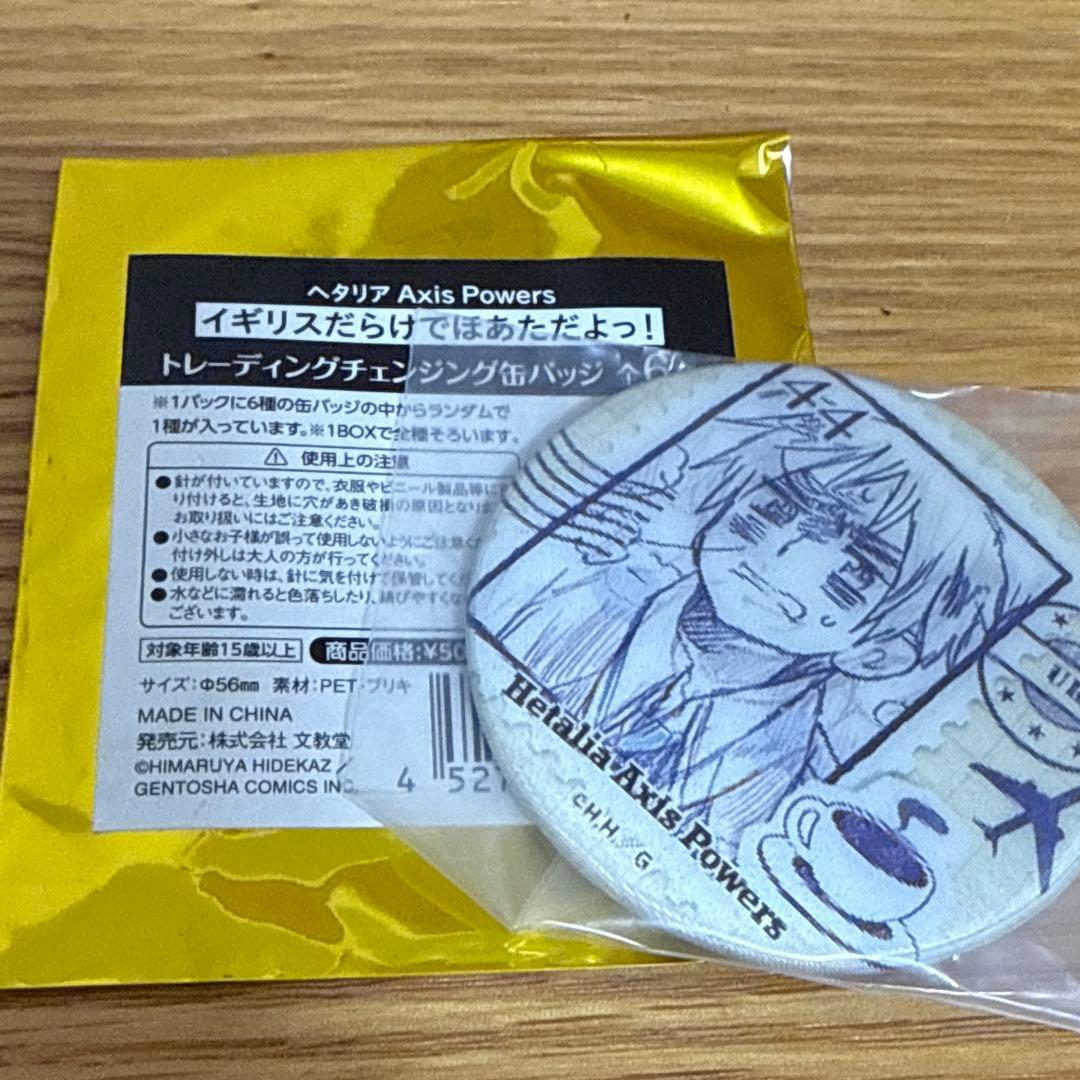 ヘタリア Axis Powers
イギリスだらけでほあただよっ!
トレーディングチェンジング缶バッジ 全6
※1パックに6種の缶バッジの中からランダムで
1種が入っています。※1BOXで全種そろいます。
⚠ 使用上の注意
●針が付いていますので、衣服やビニール製品等に
り付けると、生地に穴があき破損の原因となり
お取り扱いにはご注意ください。
●小さなお子様が誤って使用しないようにご注意くだ
付け外しは大人の方が行ってください。
●使用しない時は、針に気を付けて保管してくだ
●水などに濡れると色落ちしたり、錆びやすくな
ございます。
対象年齢15歳以上 商品価格:¥50
サイズ:Φ56mm 素材:PET・ブリキ
MADE IN CHINA
発売元:株式会社 文教堂
©HIMARUYA HIDEKAZ /
GENTOSHA COMICS INC.
4 521
44
Hetalia Axis Powers
©H.H. G